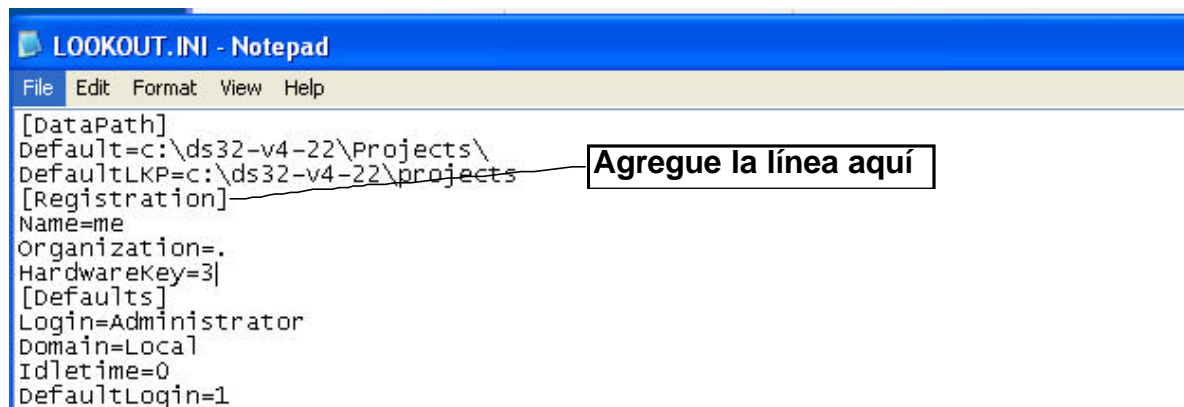 LOOKOUT.INI - Notepad
File Edit Format View Help
[DataPath]
Default=c:\ds32-v4-22\Projects\
DefaultLKP=c:\ds32-v4-22\projects
Agregue la línea aquí
[Registration]
Name=me
Organization=.
HardwareKey=3
[Defaults]
Login=Administrator
Domain=Local
Idletime=0
DefaultLogin=1